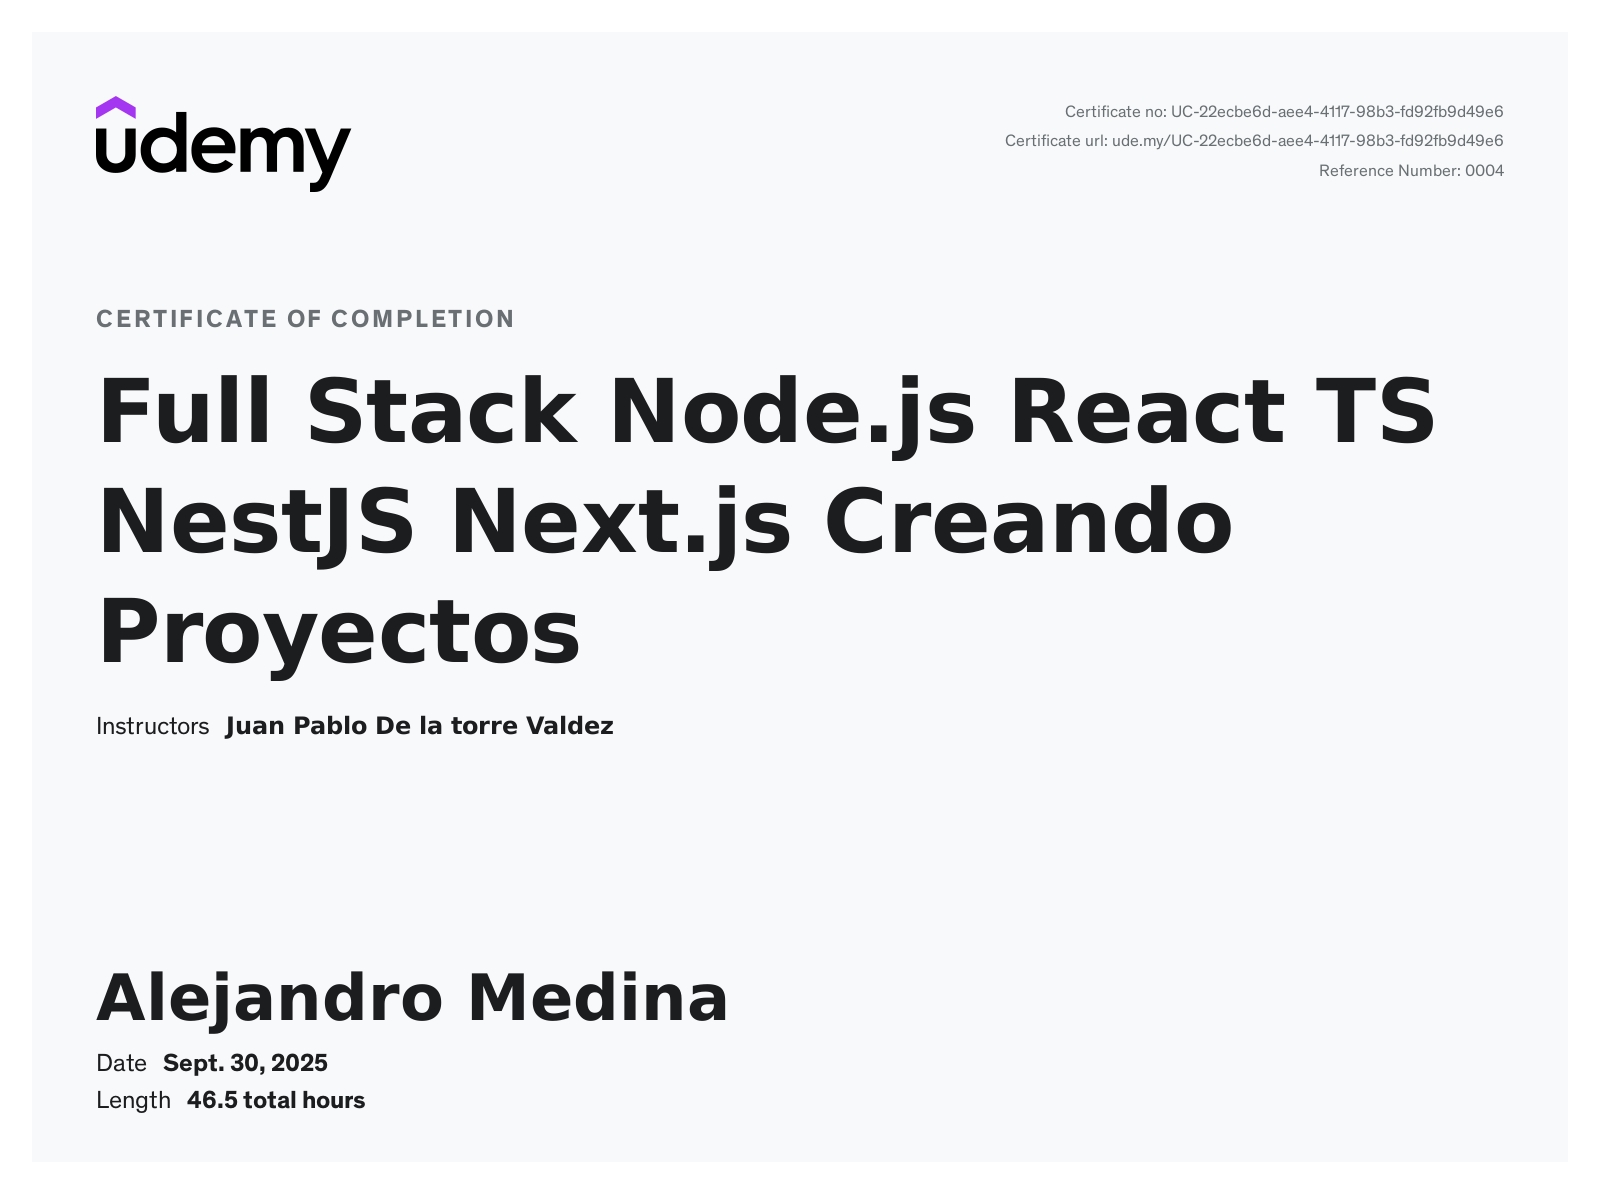 udemy
Certificate no: UC-22ecbe6d-aee4-4117-98b3-fd92fb9d49e6
Certificate url: ude.my/UC-22ecbe6d-aee4-4117-98b3-fd92fb9d49e6
Reference Number: 0004
CERTIFICATE OF COMPLETION
Full Stack Node.js React TS
NestJS Next.js Creando
Proyectos
Instructors Juan Pablo De la torre Valdez
Alejandro Medina
Date Sept. 30, 2025
Length 46.5 total hours